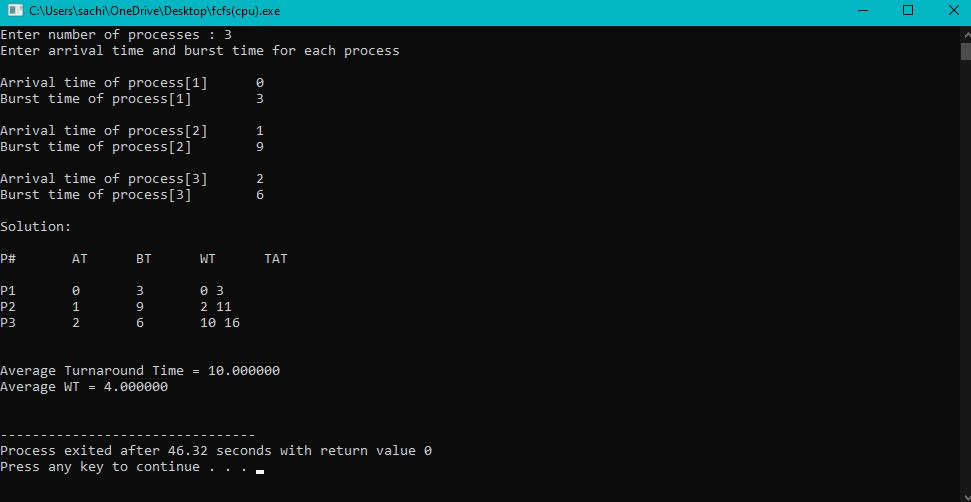 C:\Users\sachi\OneDrive\Desktop\fcfs(cpu).exe
Enter number of processes : 3
Enter arrival time and burst time for each process
Arrival time of process[1] 0
Burst time of process[1] 3
Arrival time of process[2] 1
Burst time of process[2] 9
Arrival time of process[3] 2
Burst time of process[3] 6
Solution:
P# AT BT WT TAT
P1 0 3 0 3
P2 1 9 2 11
P3 2 6 10 16
Average Turnaround Time = 10.000000
Average WT = 4.000000
--------------------------------
Process exited after 46.32 seconds with return value 0
Press any key to continue . . .